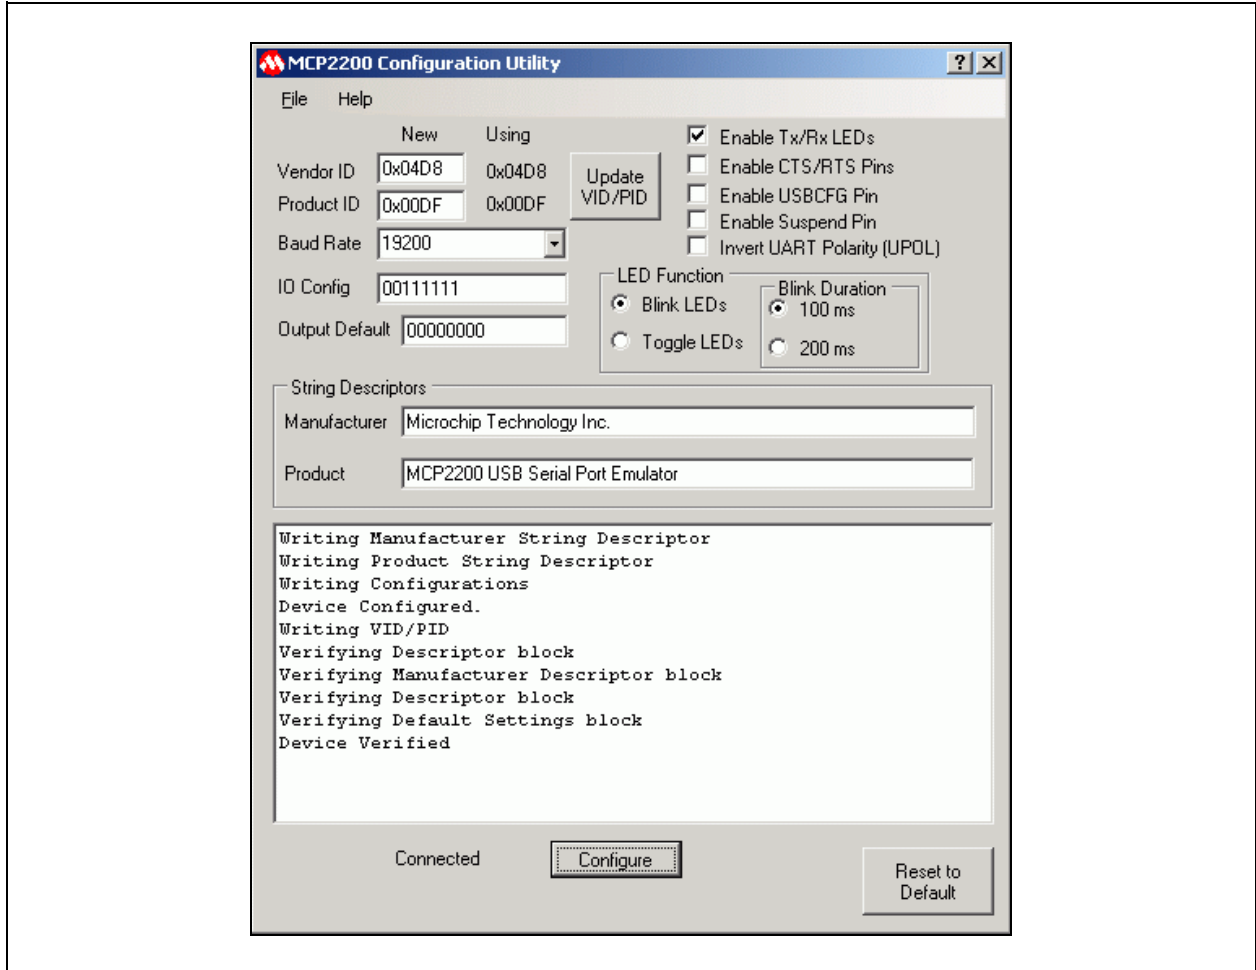 MCP2200 Configuration Utility
File Help
New Using
Vendor ID 0x04D8 0x04D8
Product ID 0x00DF 0x00DF
Update
VID/PID
Baud Rate 19200
IO Config 00111111
Output Default 00000000
Enable Tx/Rx LEDs
Enable CTS/RTS Pins
Enable USBCFG Pin
Enable Suspend Pin
Invert UART Polarity (UPOL)
LED Function
Blink LEDs
Toggle LEDs
Blink Duration
100 ms
200 ms
String Descriptors
Manufacturer Microchip Technology Inc.
Product MCP2200 USB Serial Port Emulator
Writing Manufacturer String Descriptor
Writing Product String Descriptor
Writing Configurations
Device Configured.
Writing VID/PID
Verifying Descriptor block
Verifying Manufacturer Descriptor block
Verifying Descriptor block
Verifying Default Settings block
Device Verified
Connected
Configure
Reset to
Default